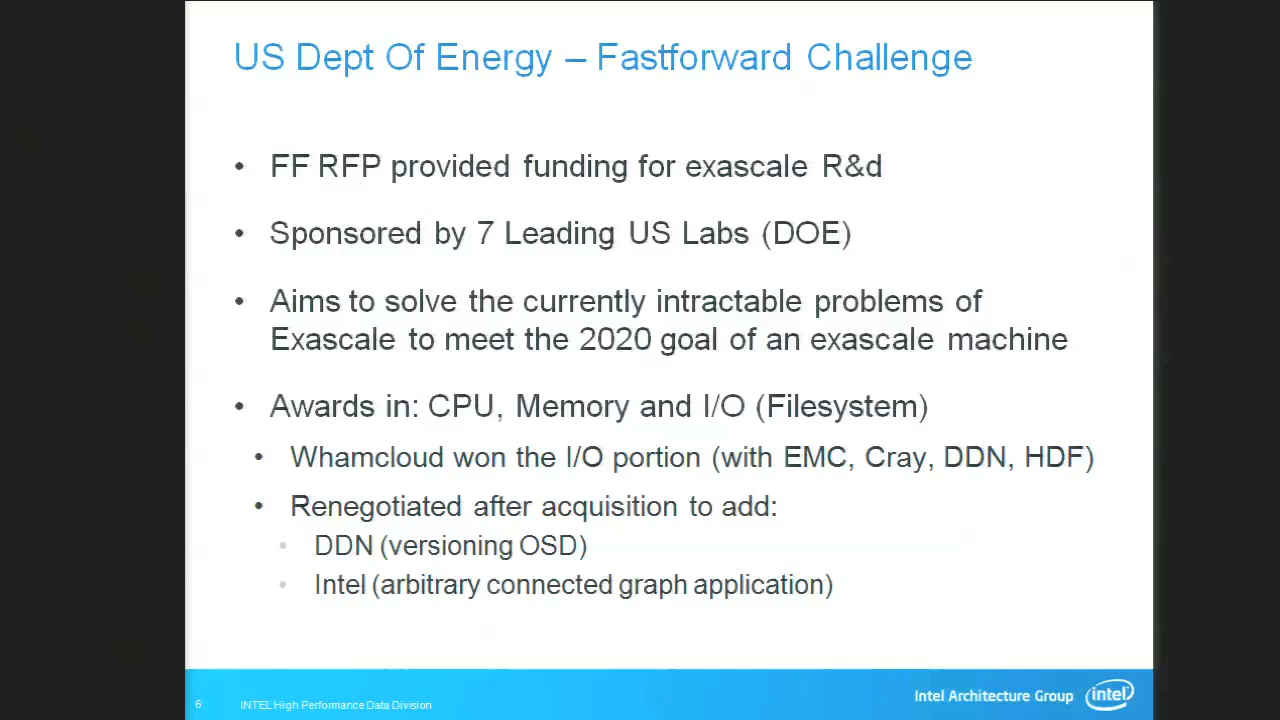 US Dept Of Energy – Fastforward Challenge
• FF RFP provided funding for exascale R&d
• Sponsored by 7 Leading US Labs (DOE)
• Aims to solve the currently intractable problems of
Exascale to meet the 2020 goal of an exascale machine
• Awards in: CPU, Memory and I/O (Filesystem)
• Whamcloud won the I/O portion (with EMC, Cray, DDN, HDF)
• Renegotiated after acquisition to add:
• DDN (versioning OSD)
• Intel (arbitrary connected graph application)
6 INTEL High Performance Data Division
Intel Architecture Group intel